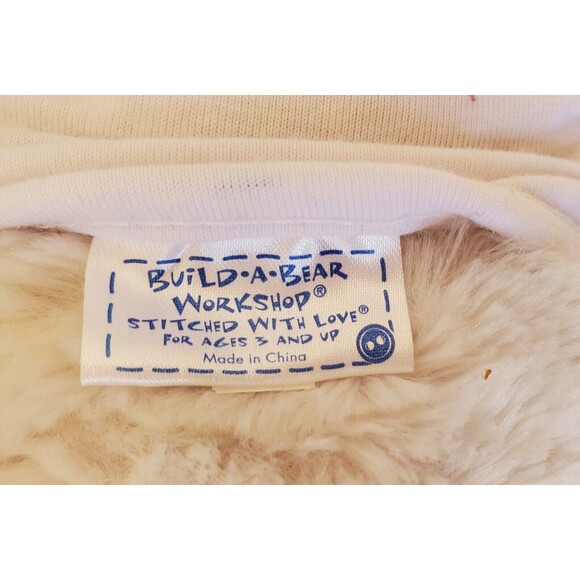 BUiLD•A•BEAR
WORKSHOP®
STITCHED WITH LOVE®
FOR AGES 3 AND UP
Made in China